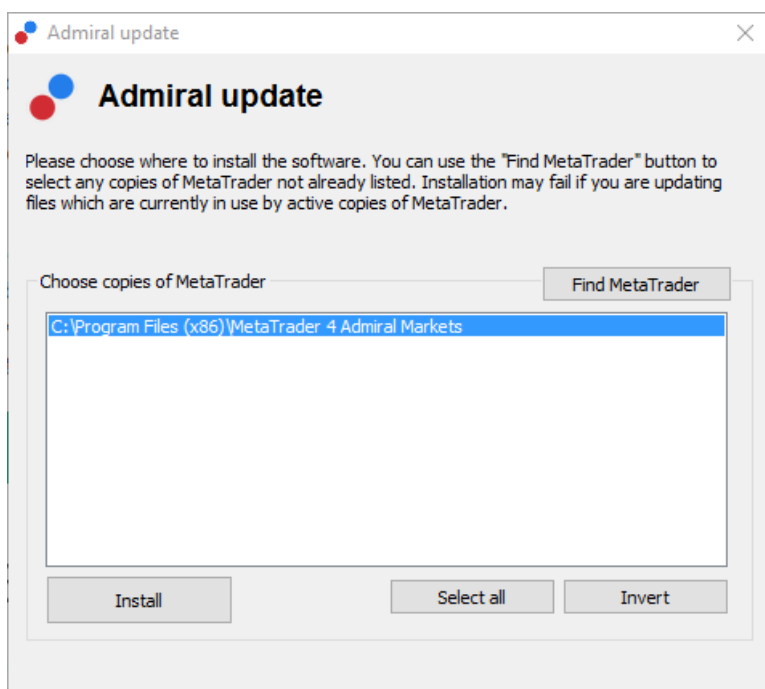 Admiral update
Admiral update
Please choose where to install the software. You can use the "Find MetaTrader" button to
select any copies of MetaTrader not already listed. Installation may fail if you are updating
files which are currently in use by active copies of MetaTrader.
Choose copies of MetaTrader
Find MetaTrader
C:\Program Files (x86)\MetaTrader 4 Admiral Markets
Install
Select all
Invert